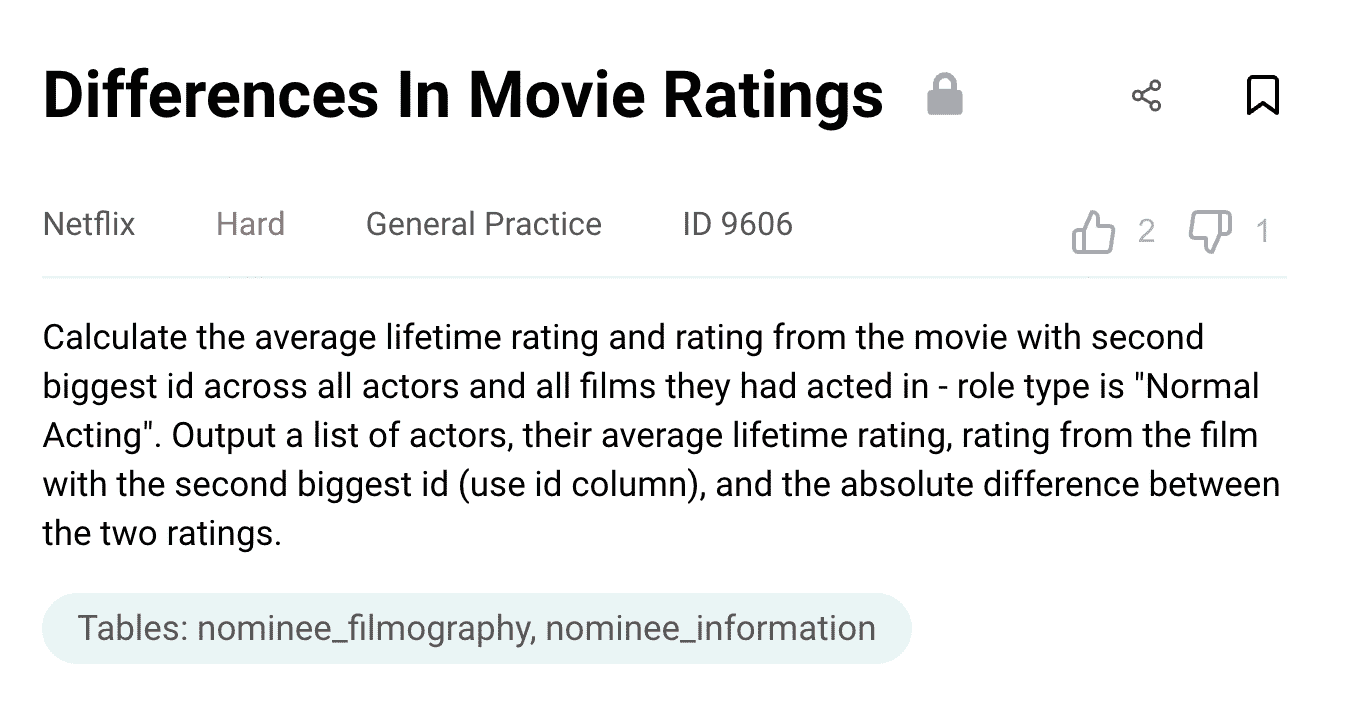 Differences In Movie Ratings
Netflix Hard General Practice ID 9606 2 1
Calculate the average lifetime rating and rating from the movie with second
biggest id across all actors and all films they had acted in - role type is "Normal
Acting". Output a list of actors, their average lifetime rating, rating from the film
with the second biggest id (use id column), and the absolute difference between
the two ratings.
Tables: nominee_filmography, nominee_information